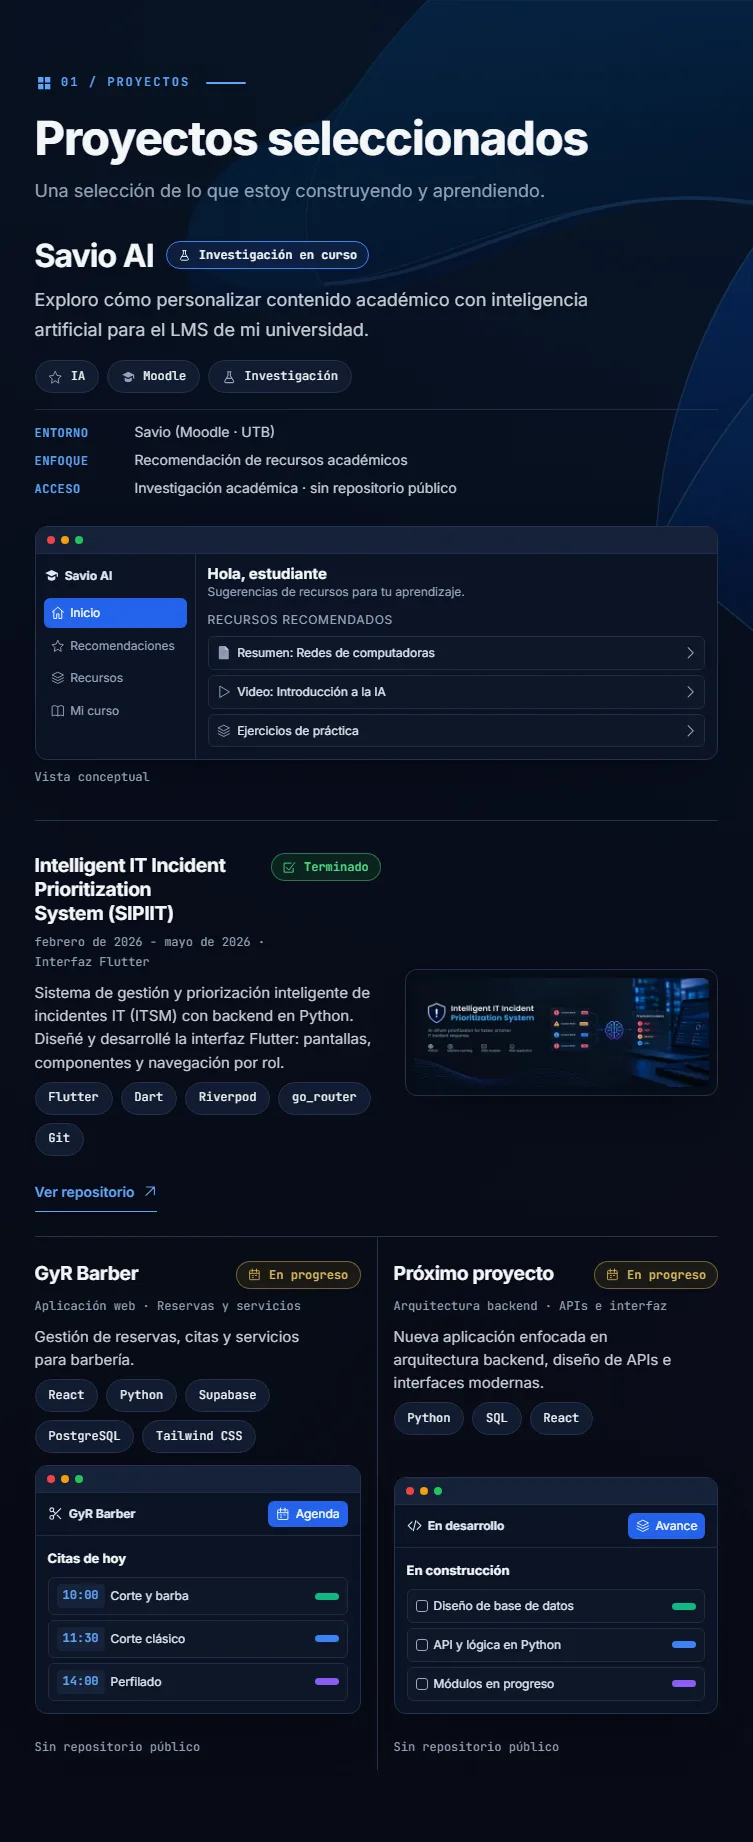 01 / PROYECTOS
Proyectos seleccionados
Una selección de lo que estoy construyendo y aprendiendo.
Savio AI
Investigación en curso
Exploro cómo personalizar contenido académico con inteligencia
artificial para el LMS de mi universidad.
IA
Moodle
Investigación
ENTORNO
Savio (Moodle · UTB)
ENFOQUE
Recomendación de recursos académicos
ACCESO
Investigación académica · sin repositorio público
Savio AI
Inicio
Recomendaciones
Recursos
Mi curso
Hola, estudiante
Sugerencias de recursos para tu aprendizaje.
RECURSOS RECOMENDADOS
Resumen: Redes de computadoras
Video: Introducción a la IA
Ejercicios de práctica
Vista conceptual
Intelligent IT Incident
Prioritization
System (SIPIIT)
Terminado
febrero de 2026 - mayo de 2026 ·
Interfaz Flutter
Sistema de gestión y priorización inteligente de
incidentes IT (ITSM) con backend en Python.
Diseñé y desarrollé la interfaz Flutter: pantallas,
componentes y navegación por rol.
Flutter
Dart
Riverpod
go_router
Git
Ver repositorio
Intelligent IT Incident
Prioritization System
GyR Barber
En progreso
Aplicación web · Reservas y servicios
Gestión de reservas, citas y servicios
para barbería.
React
Python
Supabase
PostgreSQL
Tailwind CSS
GyR Barber
Agenda
Citas de hoy
10:00 Corte y barba
11:30 Corte clásico
14:00 Perfilado
Sin repositorio público
Próximo proyecto
En progreso
Arquitectura backend · APIs e interfaz
Nueva aplicación enfocada en
arquitectura backend, diseño de APIs e
interfaces modernas.
Python
SQL
React
En desarrollo
Avance
En construcción
Diseño de base de datos
API y lógica en Python
Módulos en progreso
Sin repositorio público